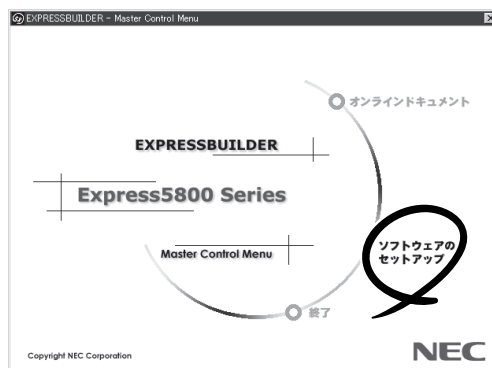 EXPRESSBUILDER - Master Control Menu
オンラインドキュメント
EXPRESSBUILDER
Express5800 Series
ソフトウェアの
セットアップ
Master Control Menu
終了
Copyright NEC Corporation
NEC